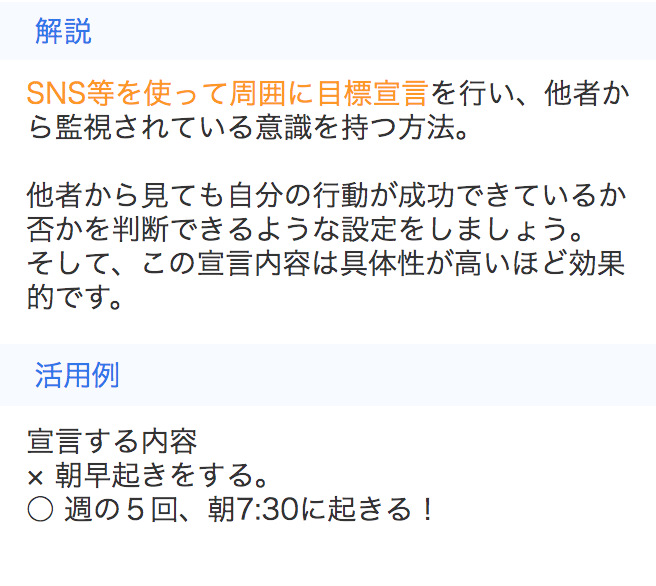 解説
SNS等を使って周囲に目標宣言を行い、他者か
ら監視されている意識を持つ方法。
他者から見ても自分の行動が成功できているか
否かを判断できるような設定をしましょう。
そして、この宣言内容は具体性が高いほど効果
的です。
活用例
宣言する内容
× 朝早起きをする。
○ 週の５回、朝7:30に起きる！